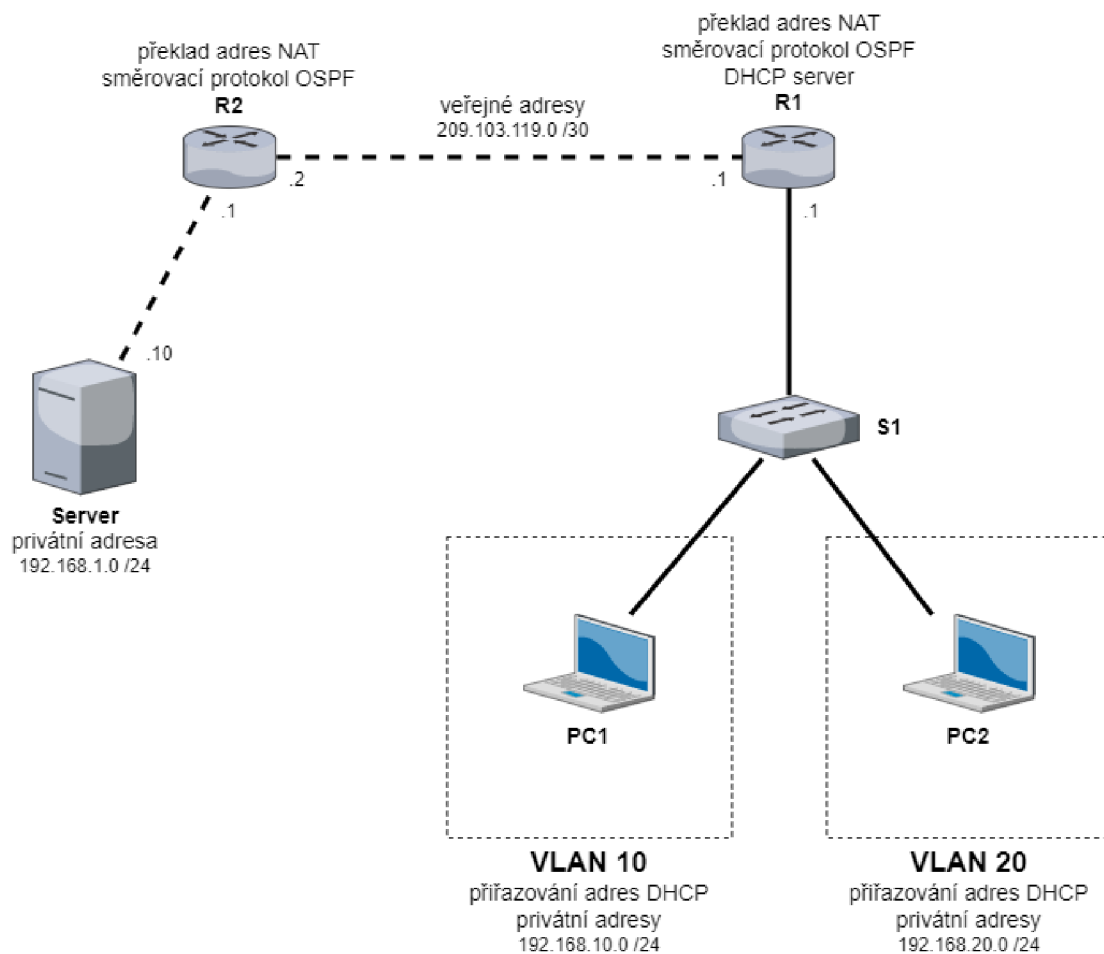 překlad adres NAT
směrovací protokol OSPF
R2
překlad adres NAT
směrovací protokol OSPF
DHCP server
R1
veřejné adresy
209.103.119.0 /30
.2
.1
.1
.1
.10
S1
Server
privátní adresa
192.168.1.0 /24
PC1
PC2
VLAN 10
přiřazování adres DHCP
privátní adresy
192.168.10.0 /24
VLAN 20
přiřazování adres DHCP
privátní adresy
192.168.20.0 /24